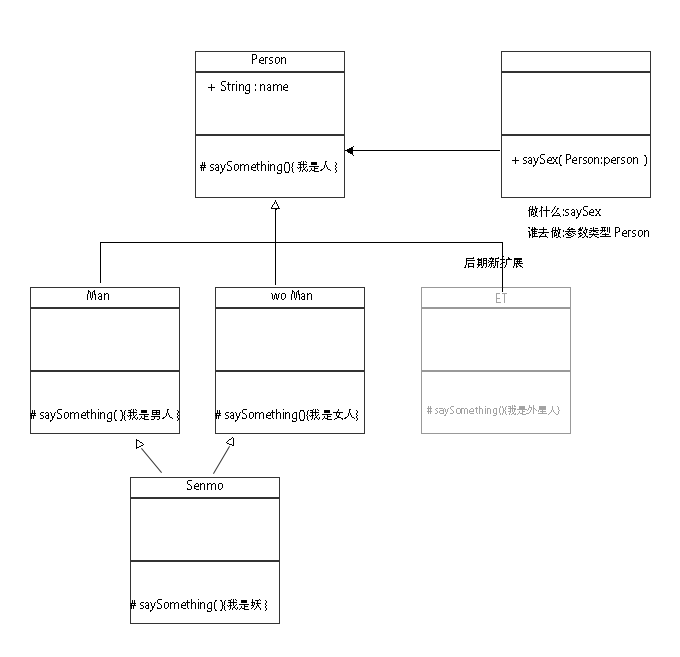 Person
+ String : name
# saySomething(){ 我是人 }
+ saySex( Person:person )
做什么:saySex
谁去做:参数类型 Person
后期新扩展
Man
# saySomething( ){我是男人 }
wo Man
# saySomething(){我是女人}
ET
# saySomething(){我是外星人}
Senmo
# saySomething( ){我是妖 }